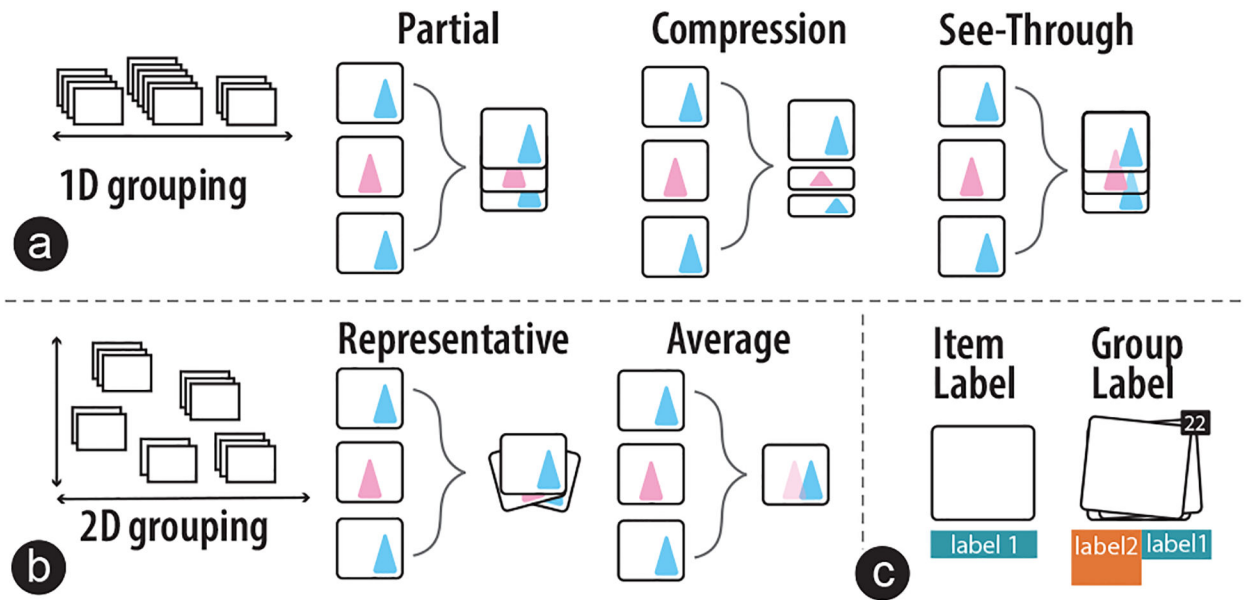 Partial
Compression
See-Through
1D grouping
a
Representative
Average
2D grouping
b
Item
Label
label 1
Group
Label
22
label2
label1
c